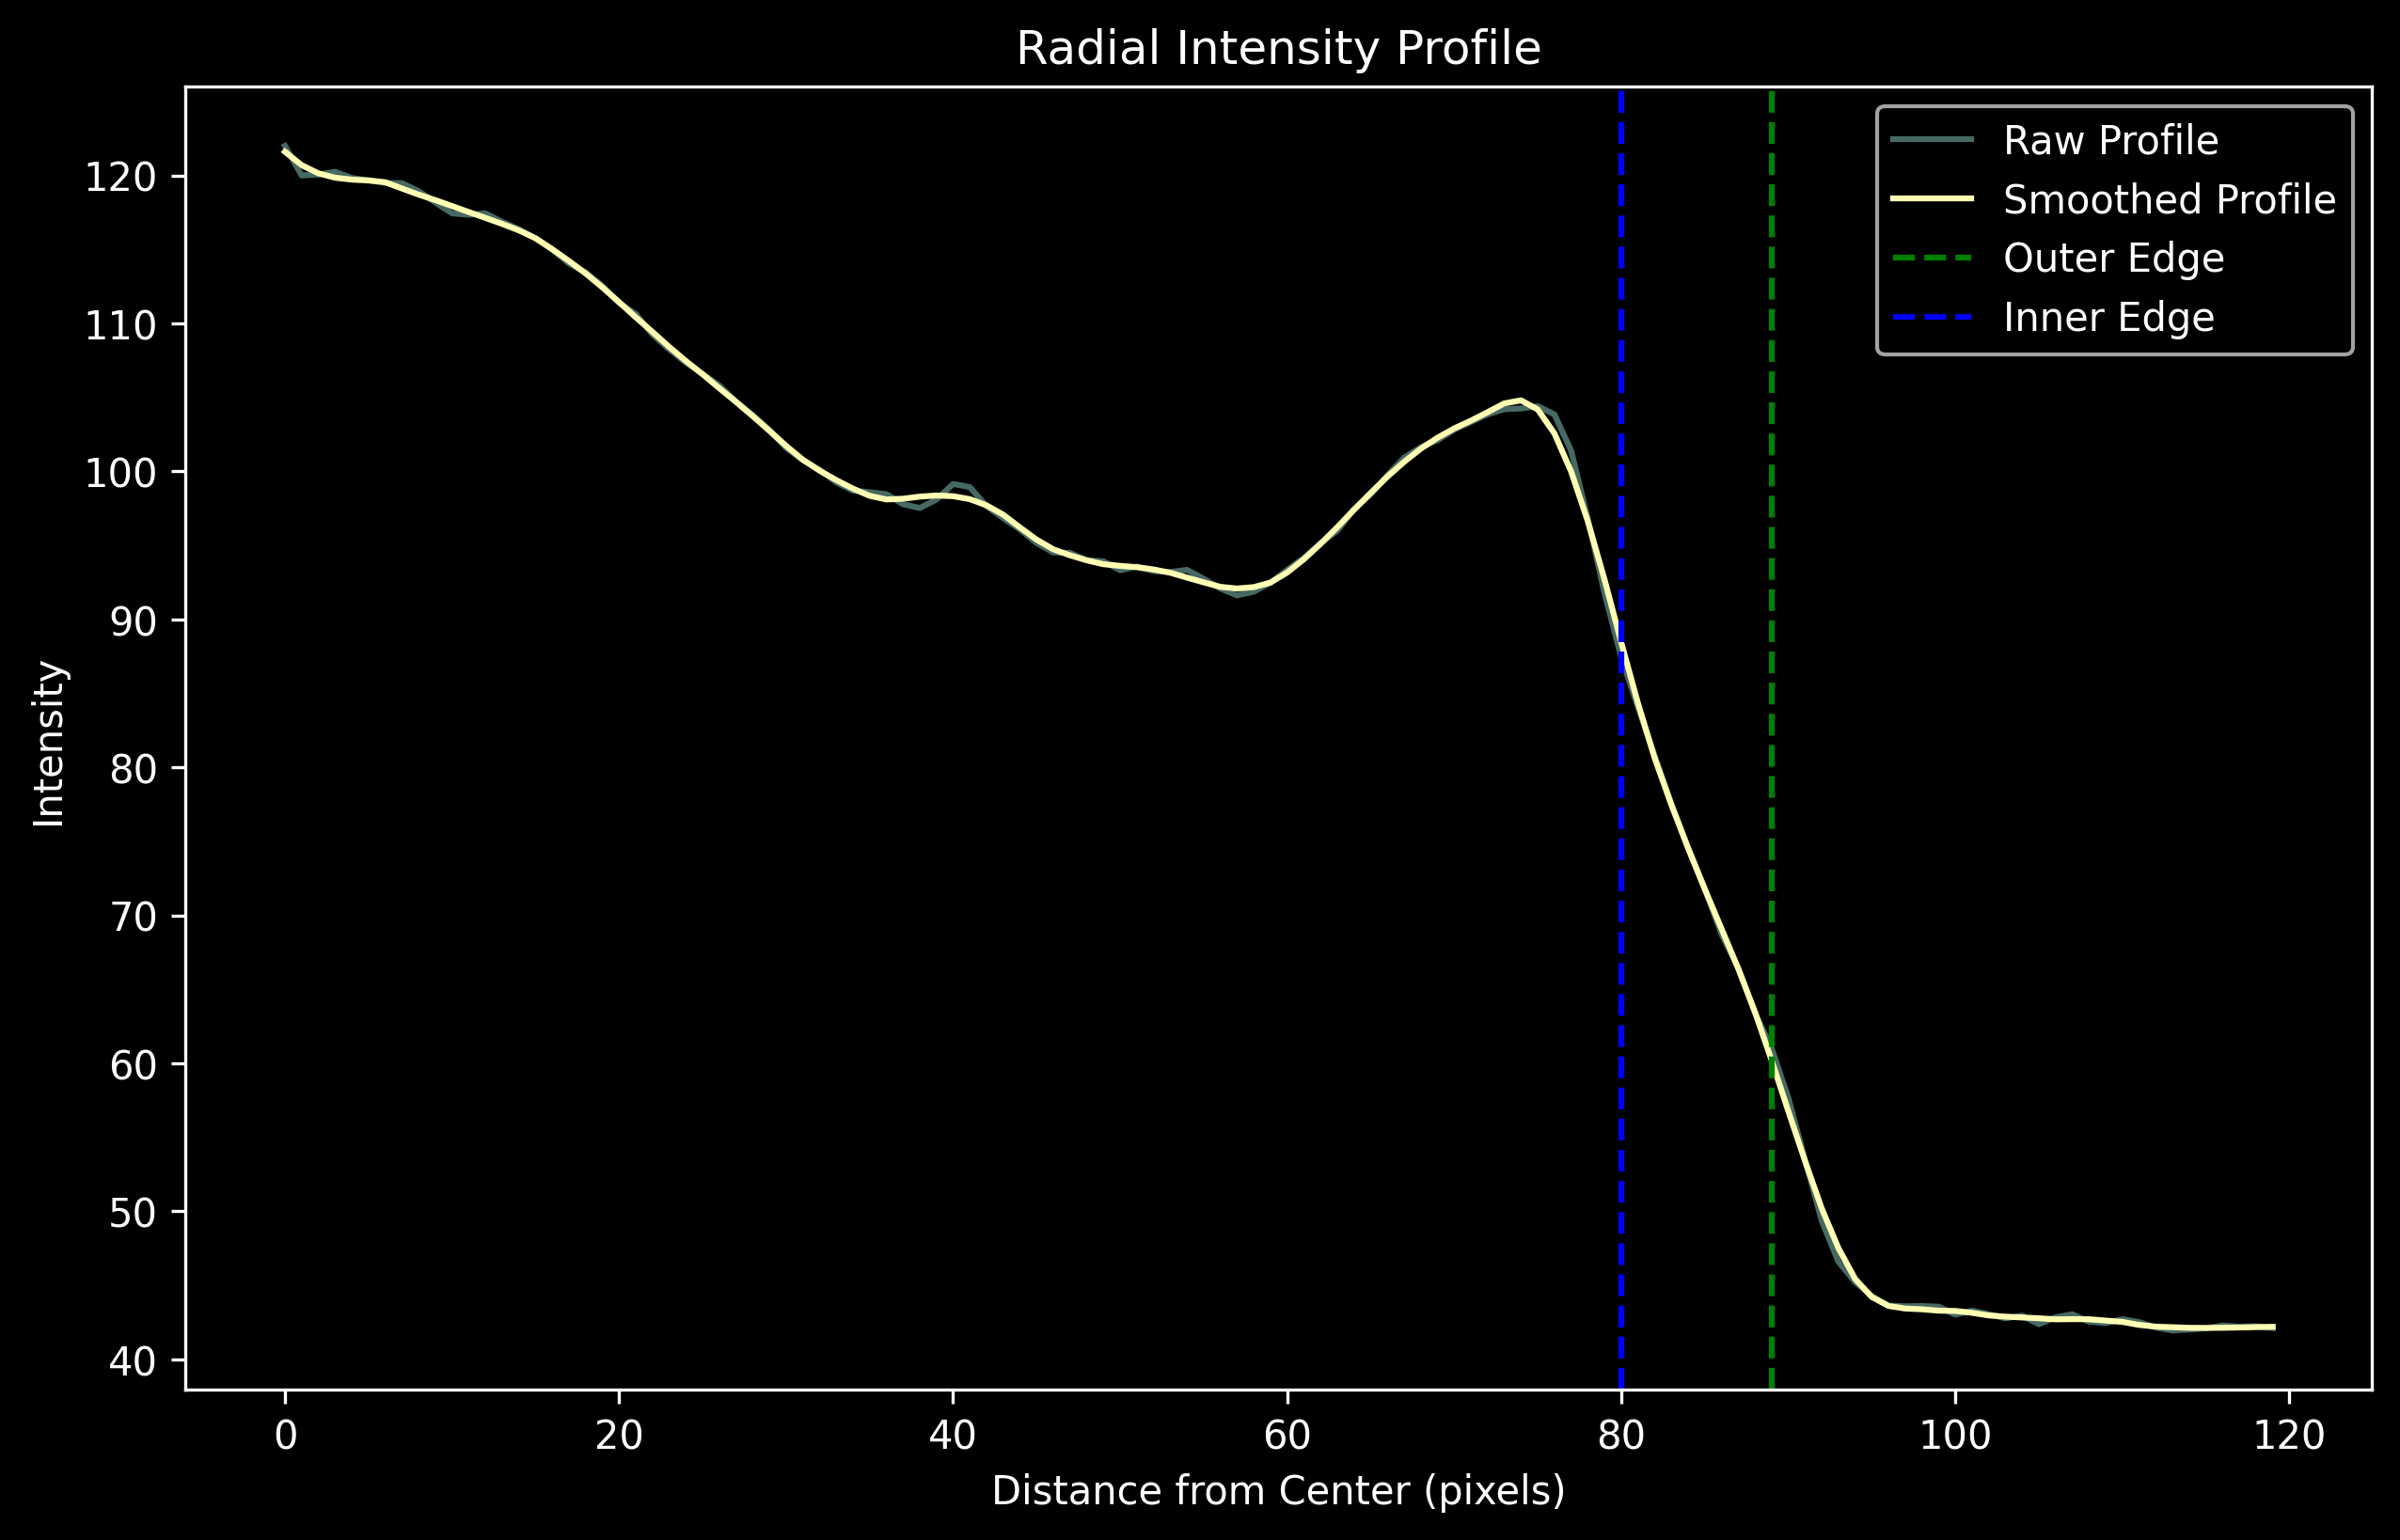 Radial Intensity Profile
Raw Profile
Smoothed Profile
Outer Edge
Inner Edge
Intensity
120
110
100
90
80
70
60
50
40
0 20 40 60 80 100 120
Distance from Center (pixels)